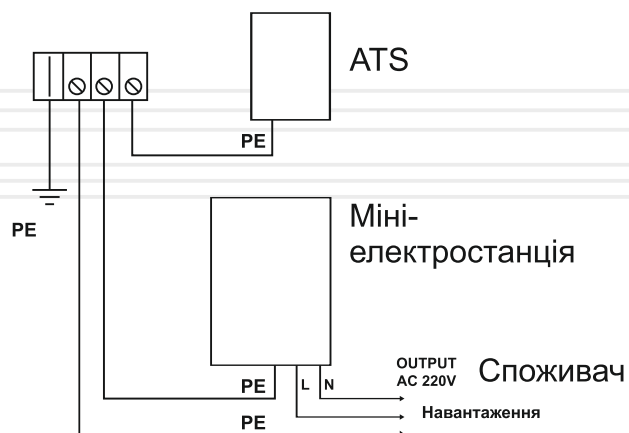 ATS
PE
PE
Міні-
електростанція
OUTPUT
AC 220V
Споживач
PE
L
N
Навантаження
PE